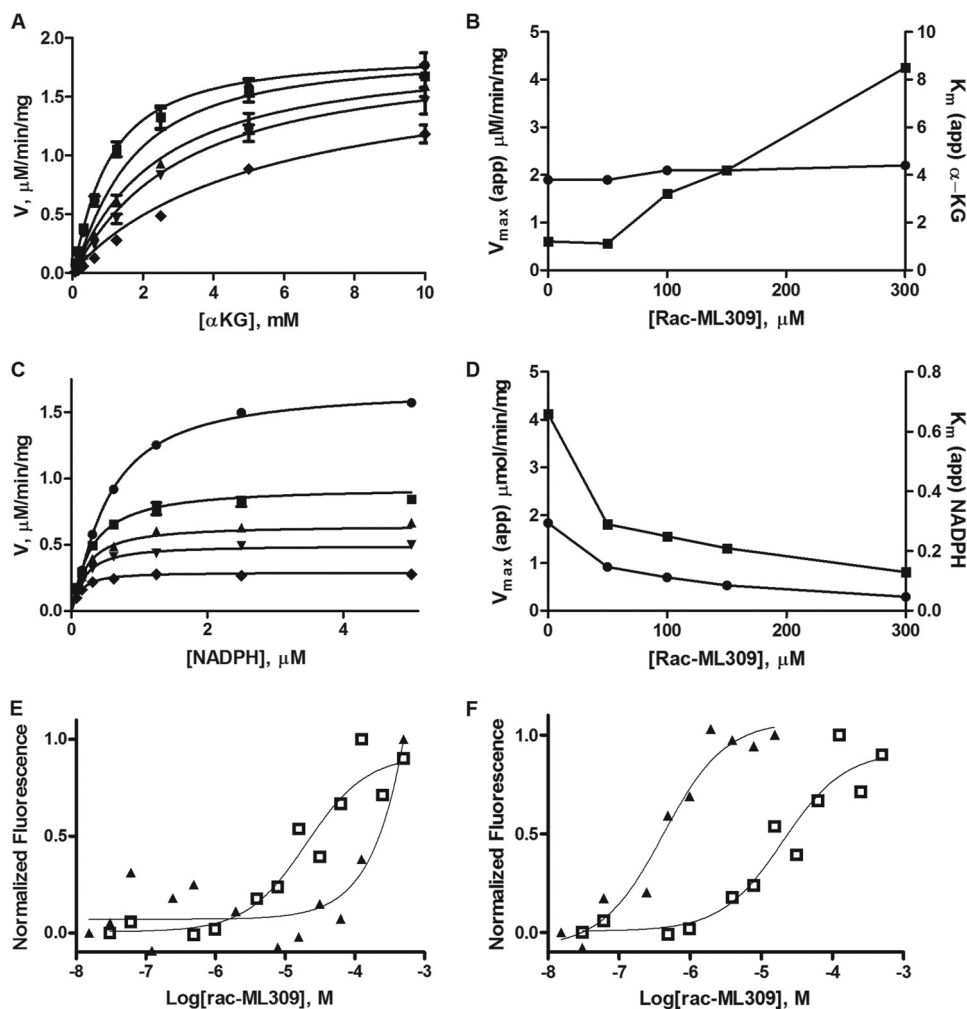 A
V, μM/min/mg
2.0
1.5
1.0
0.5
0.0
0 2 4 6 8 10
[αKG], mM
B
Vmax (app) μM/min/mg
5
4
3
2
1
0
10
8
6
4
2
0
Km (app) α−KG
0 100 200 300
[Rac-ML309], μM
C
V, μM/min/mg
1.5
1.0
0.5
0.0
0 2 4
[NADPH], μM
D
Vmax (app) μmol/min/mg
5
4
3
2
1
0
0.8
0.6
0.4
0.2
0.0
Km (app) NADPH
0 100 200 300
[Rac-ML309], μM
E
Normalized Fluorescence
1.0
0.5
0.0
-8 -7 -6 -5 -4 -3
Log[rac-ML309], M
F
Normalized Fluorescence
1.0
0.5
0.0
-8 -7 -6 -5 -4 -3
Log[rac-ML309], M